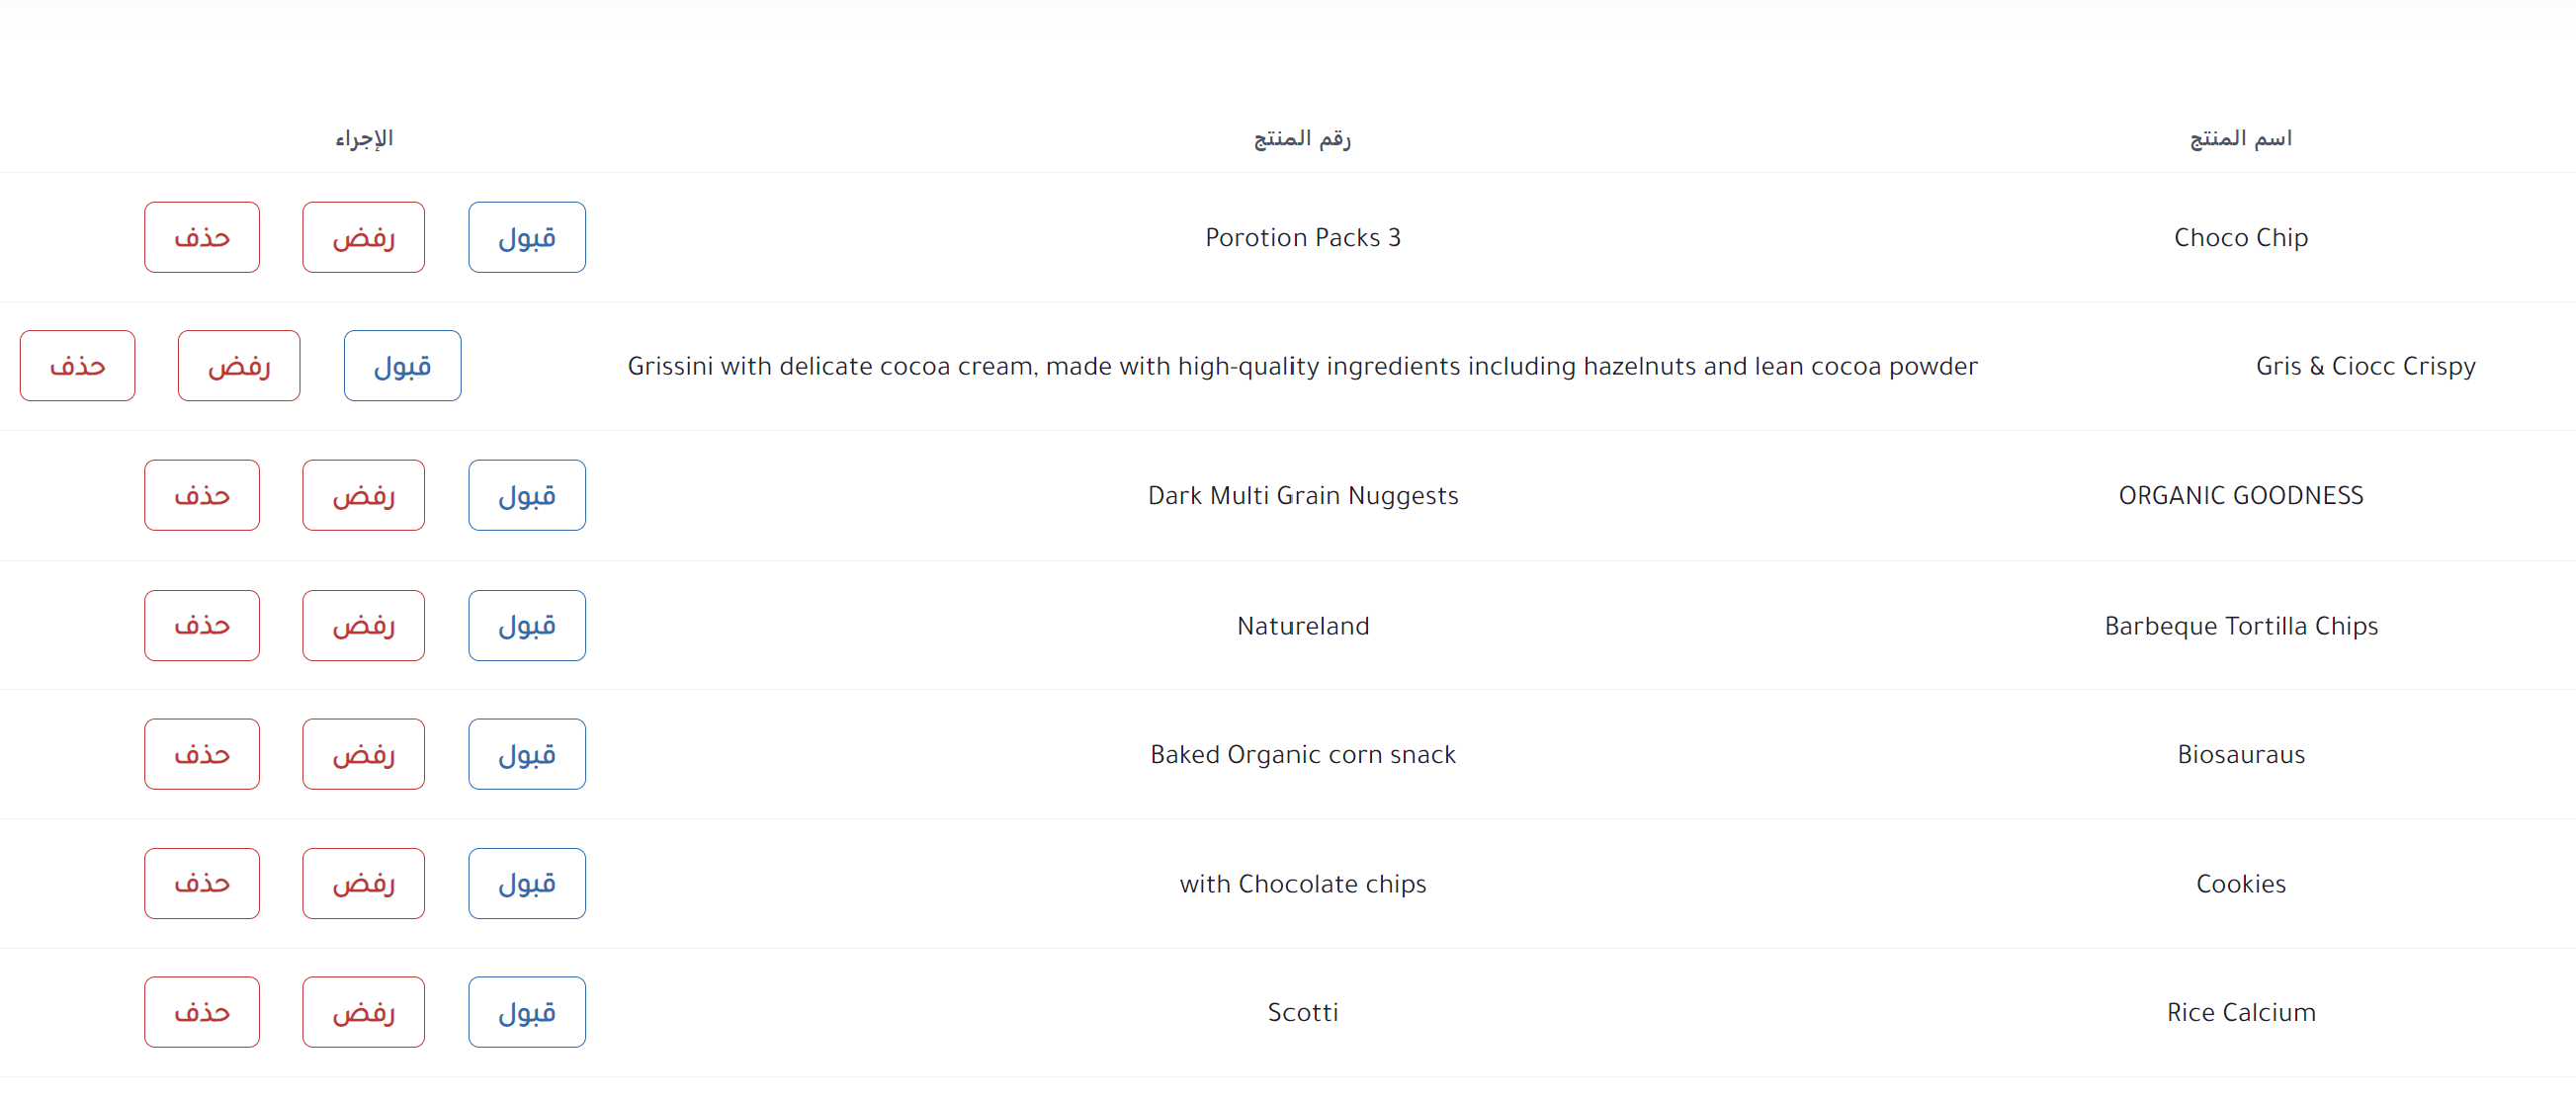 اسم المنتج رقم المنتج الإجراء
Choco Chip Porotion Packs 3 قبول رفض حذف
Gris & Ciocc Crispy Grissini with delicate cocoa cream, made with high-quality ingredients including hazelnuts and lean cocoa powder قبول رفض حذف
ORGANIC GOODNESS Dark Multi Grain Nuggests قبول رفض حذف
Barbeque Tortilla Chips Natureland قبول رفض حذف
Biosauraus Baked Organic corn snack قبول رفض حذف
Cookies with Chocolate chips قبول رفض حذف
Rice Calcium Scotti قبول رفض حذف